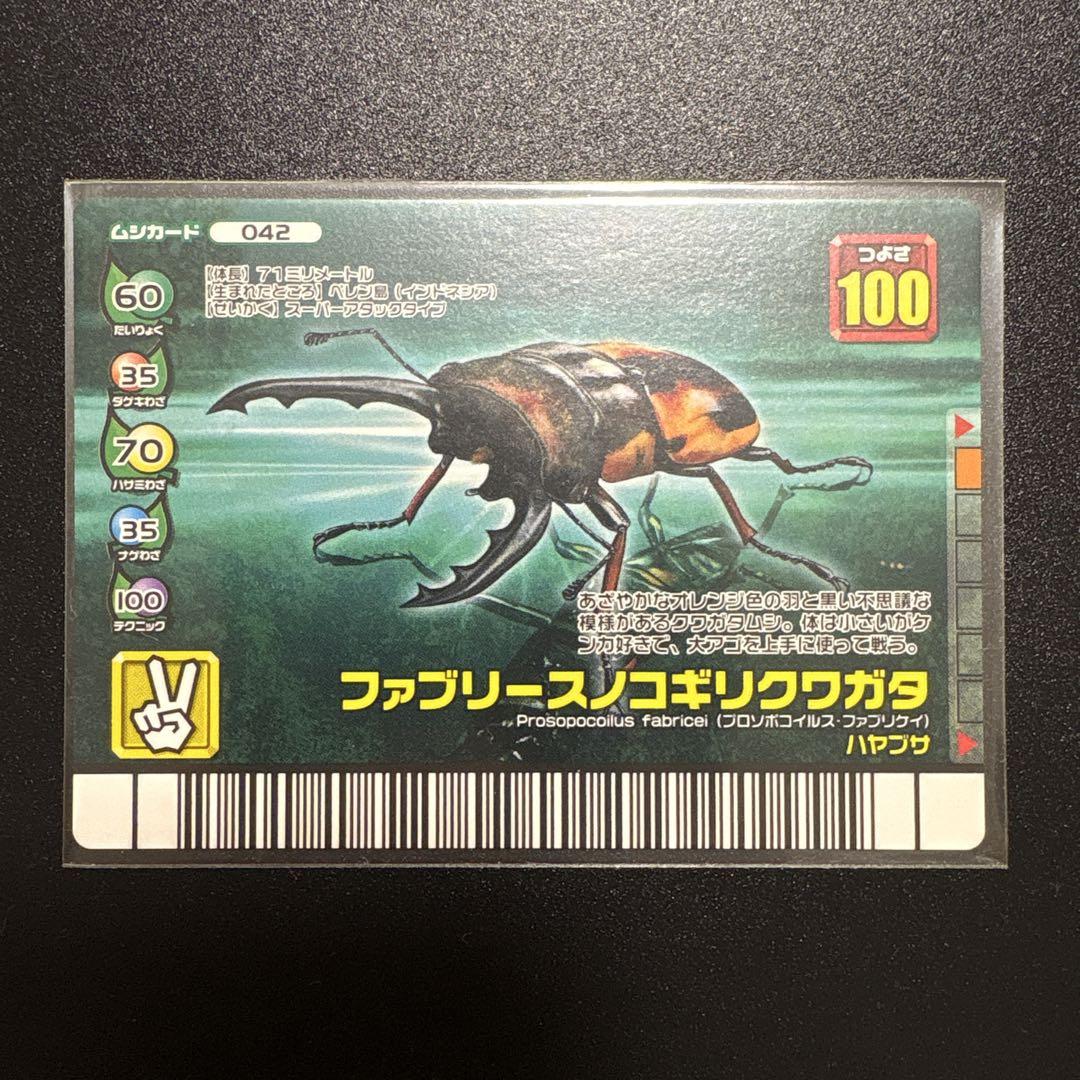 ムシカード 042
つよさ
100
【体長】71ミリメートル
【生まれたところ】ペレン島(インドネシア)
【せいかく】スーパーアタックタイプ
60
たいりょく
35
ダゲキわざ
70
ハサミわざ
35
ナゲわざ
100
テクニック
あざやかなオレンジ色の羽と黒い不思議な
模様があるクワガタムシ。体は小さいがケ
ンカ好きで、大アゴを上手に使って戦う。
ファブリースノコギリクワガタ
Prosopocoilus fabricei (プロソポコイルス・ファブリケイ)
ハヤブサ